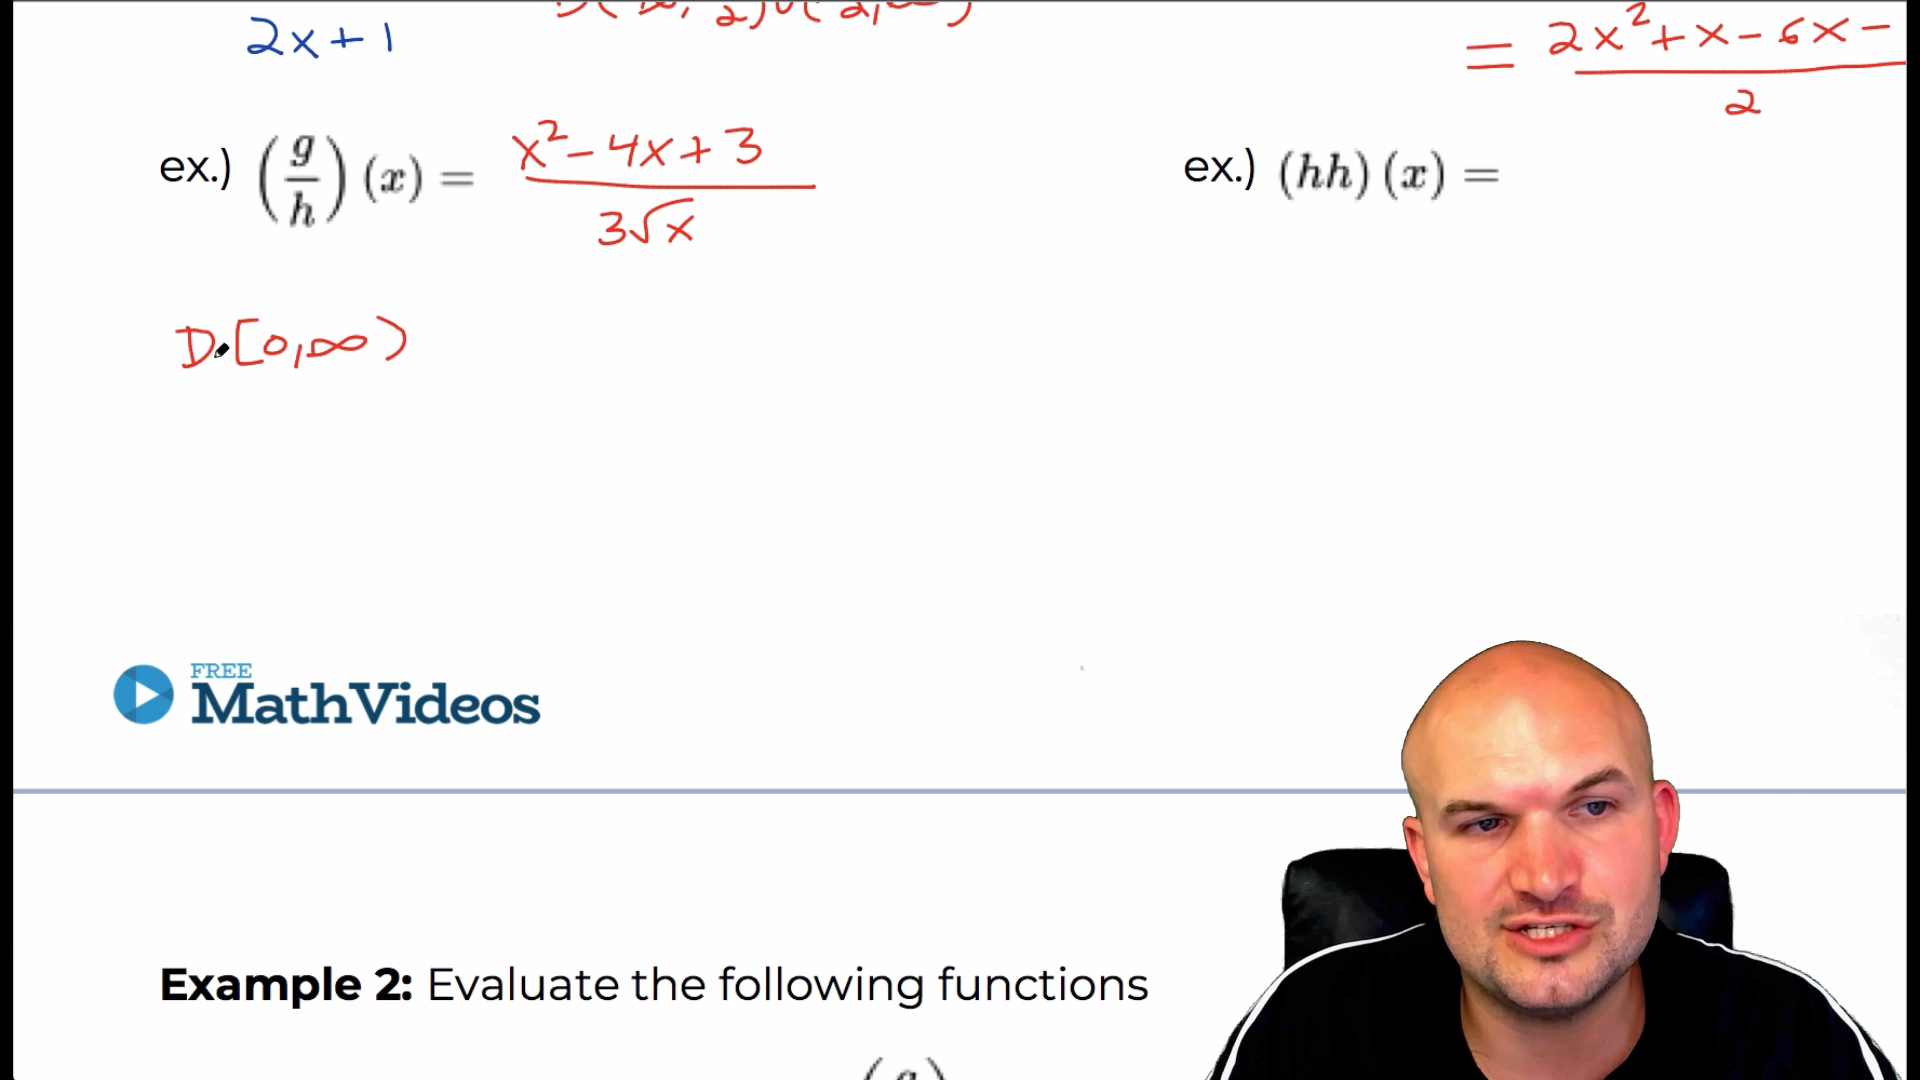 2x + 1
= 2x² + x - 6x -
2
ex.) (g/h) (x) = x² - 4x + 3
3√x
ex.) (hh) (x) =
D: [0, ∞)
FREE
MathVideos
Example 2: Evaluate the following functions